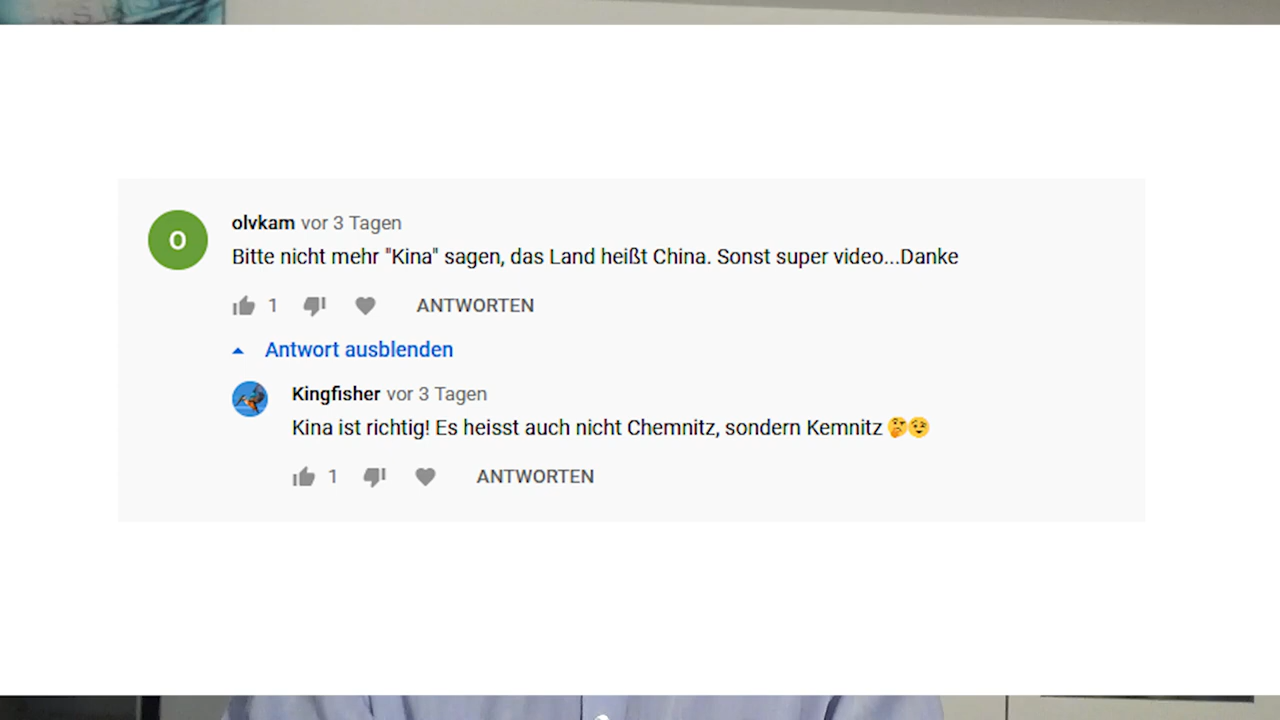 O
olvkam vor 3 Tagen
Bitte nicht mehr "Kina" sagen, das Land heißt China. Sonst super video...Danke
1 ANTWORTEN
Antwort ausblenden
Kingfisher vor 3 Tagen
Kina ist richtig! Es heisst auch nicht Chemnitz, sondern Kemnitz 🤔😉
1 ANTWORTEN